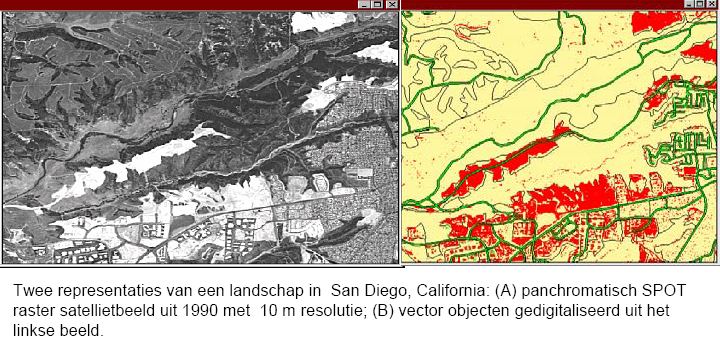 Twee representaties van een landschap in San Diego, California: (A) panchromatisch SPOT
raster satellietbeeld uit 1990 met 10 m resolutie; (B) vector objecten gedigitaliseerd uit het
linkse beeld.